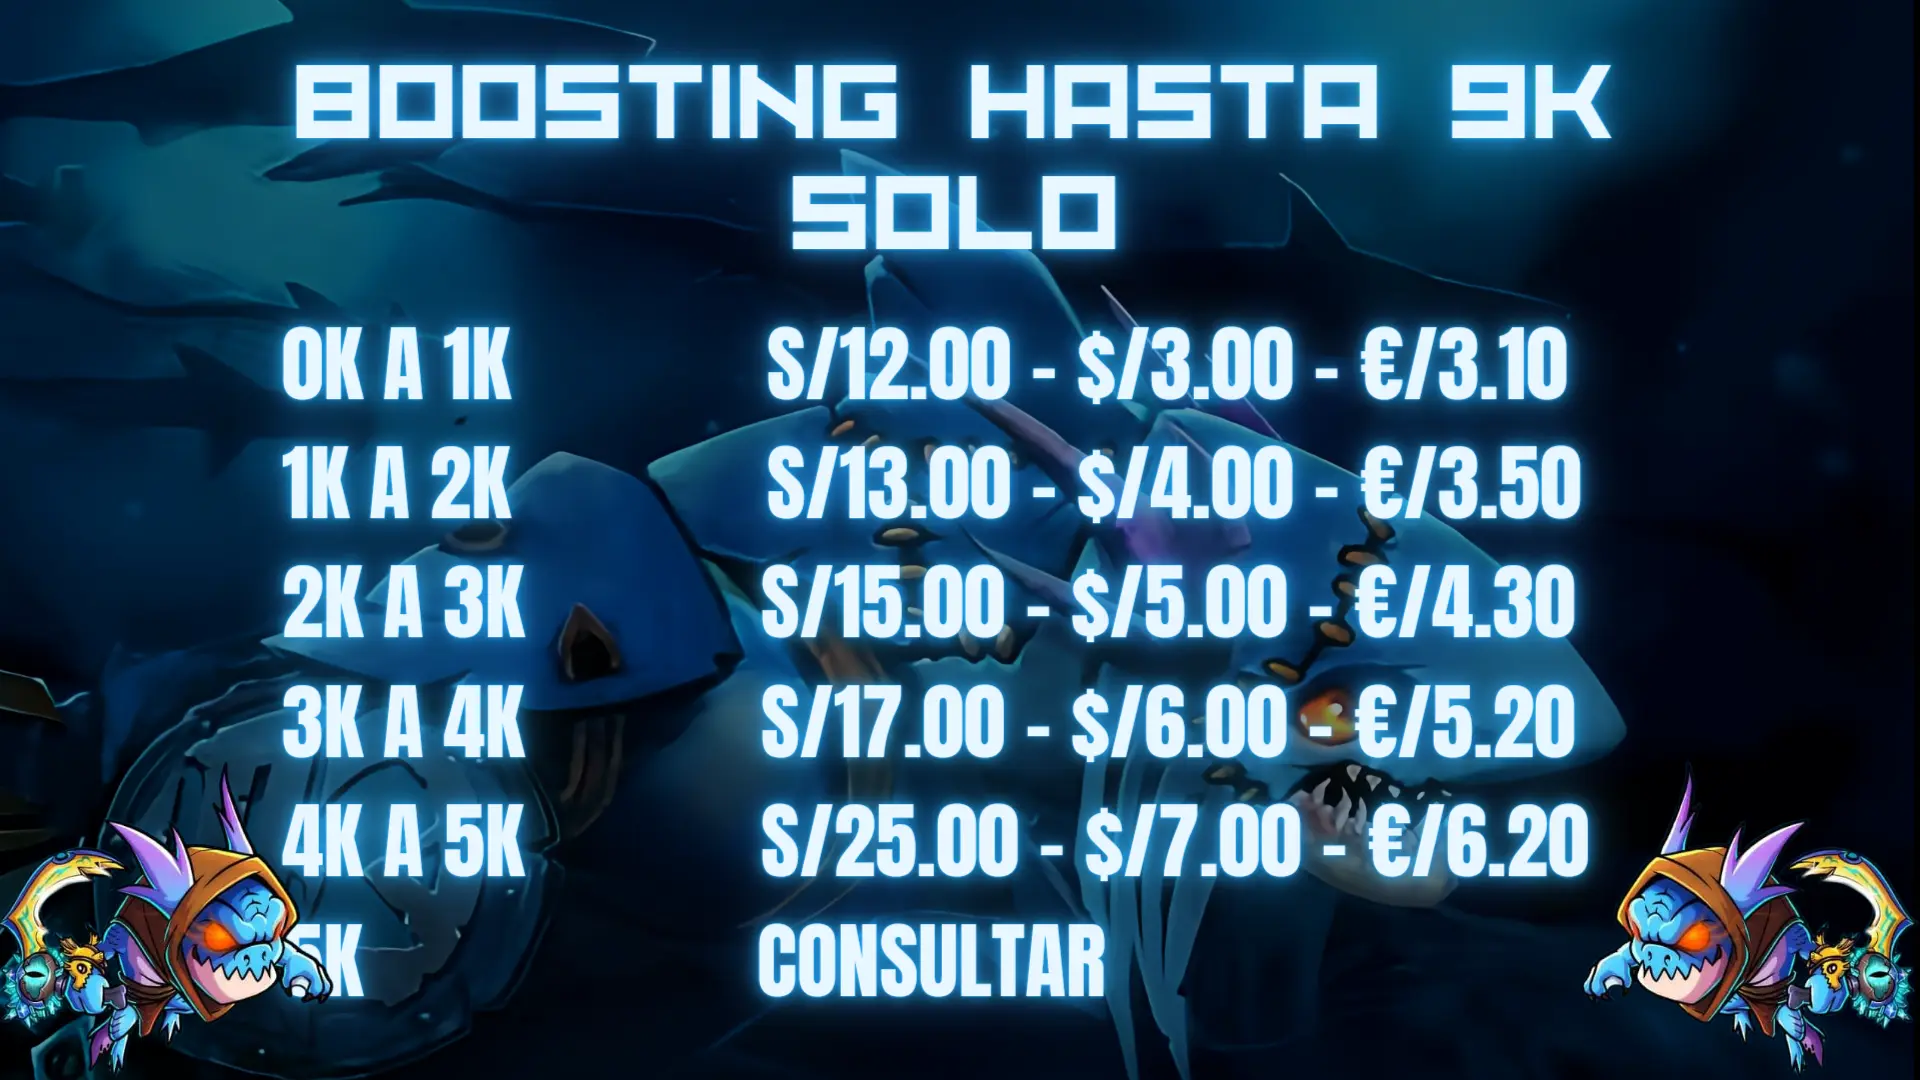 BOOSTING HASTA 9K
SOLO
0K A 1K S/12.00 - $/3.00 - €/3.10
1K A 2K S/13.00 - $/4.00 - €/3.50
2K A 3K S/15.00 - $/5.00 - €/4.30
3K A 4K S/17.00 - $/6.00 - €/5.20
4K A 5K S/25.00 - $/7.00 - €/6.20
5K CONSULTAR